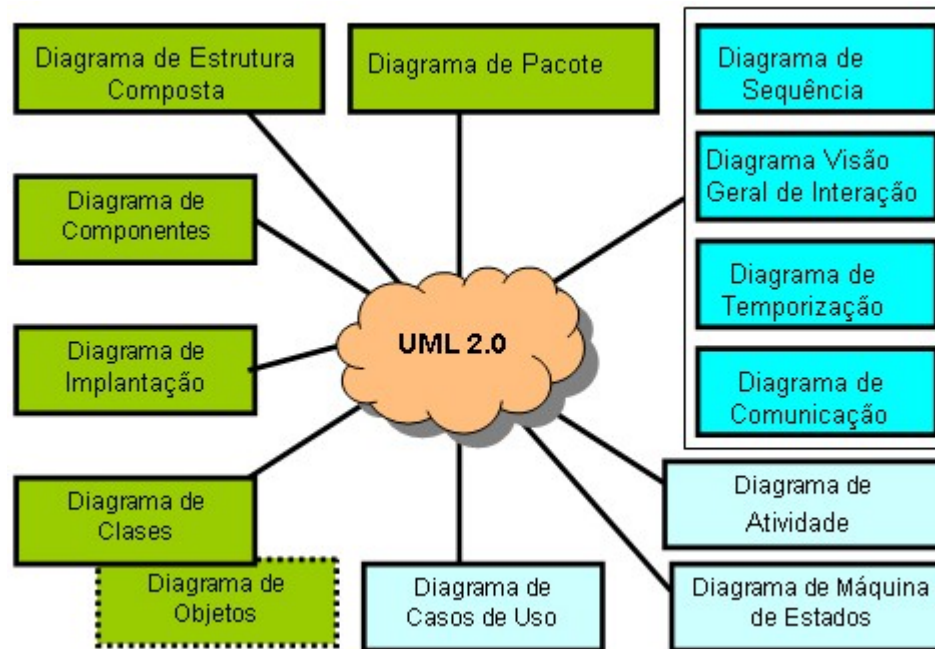 Diagrama de Estrutura
Composta
Diagrama de Pacote
Diagrama de
Sequência
Diagrama Visão
Geral de Interação
Diagrama de
Componentes
Diagrama de
Temporização
UML 2.0
Diagrama de
Implantação
Diagrama de
Comunicação
Diagrama de
Clases
Diagrama de
Atividade
Diagrama de
Objetos
Diagrama de
Casos de Uso
Diagrama de Máquina
de Estados